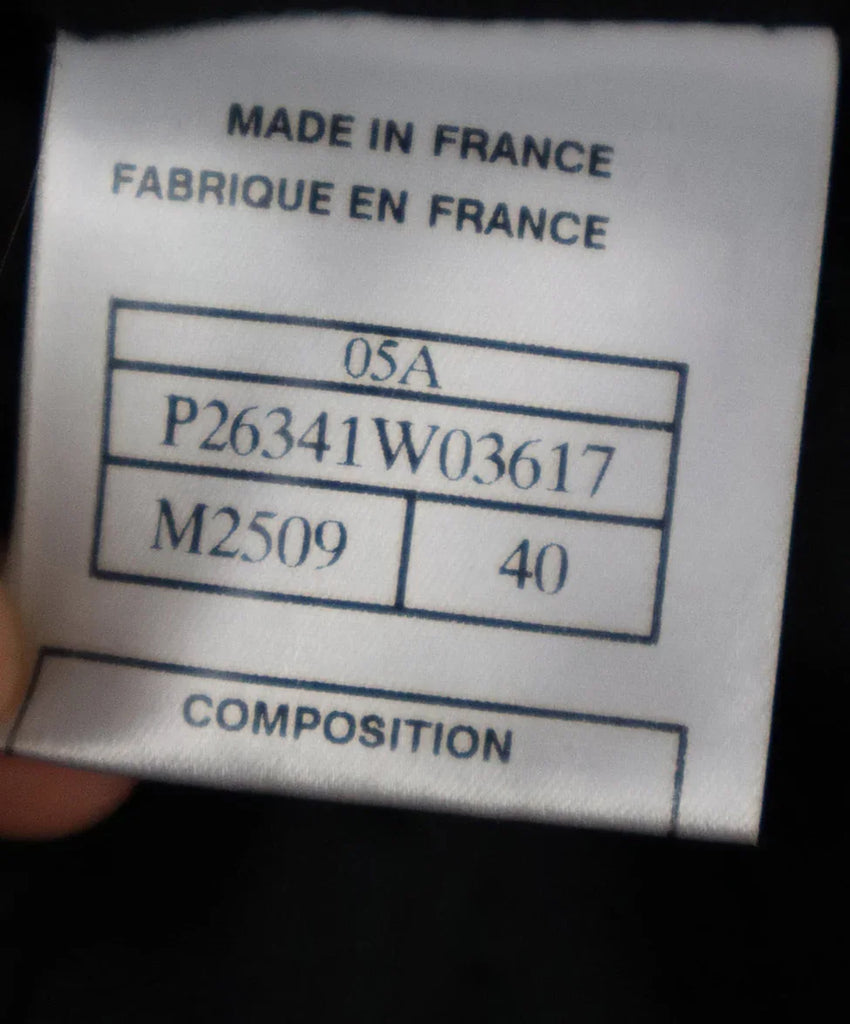 MADE IN FRANCE
FABRIQUE EN FRANCE
05A
P26341W03617
M2509 40
COMPOSITION